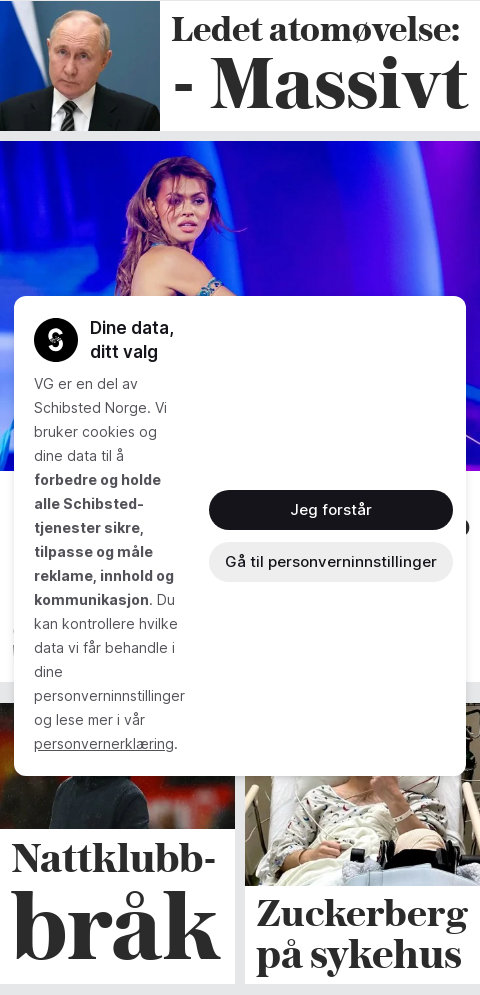 Ledet atomøvelse:
- Massivt
Dine data,
ditt valg
VG er en del av
Schibsted Norge. Vi
bruker cookies og
dine data til å
forbedre og holde
alle Schibsted-
tjenester sikre,
tilpasse og måle
reklame, innhold og
kommunikasjon. Du
kan kontrollere hvilke
data vi får behandle i
dine
personverninnstillinger
og lese mer i vår
personvernerklæring.
Jeg forstår
Gå til personverninnstillinger
Nattklubb-
bråk
Zuckerberg
på sykehus